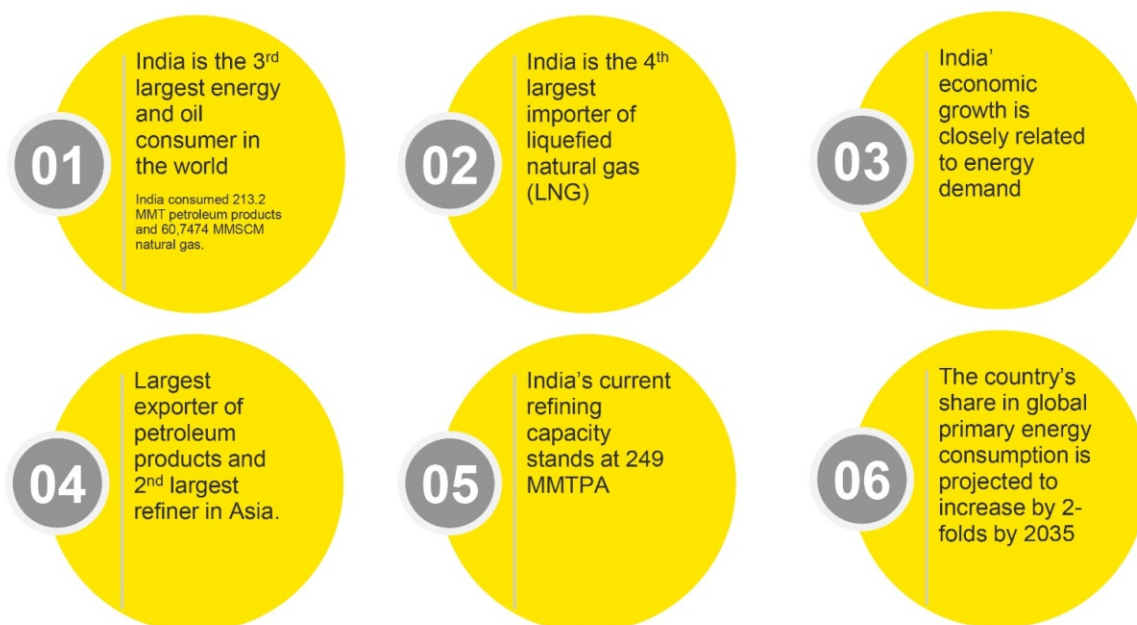 01
India is the 3rd
largest energy
and oil
consumer in
the world
India consumed 213.2
MMT petroleum products
and 60,7474 MMSCM
natural gas.
02
India is the 4th
largest
importer of
liquefied
natural gas
(LNG)
03
India'
economic
growth is
closely related
to energy
demand
04
Largest
exporter of
petroleum
products and
2nd largest
refiner in Asia.
05
India's current
refining
capacity
stands at 249
MMTPA
06
The country's
share in global
primary energy
consumption is
projected to
increase by 2-
folds by 2035